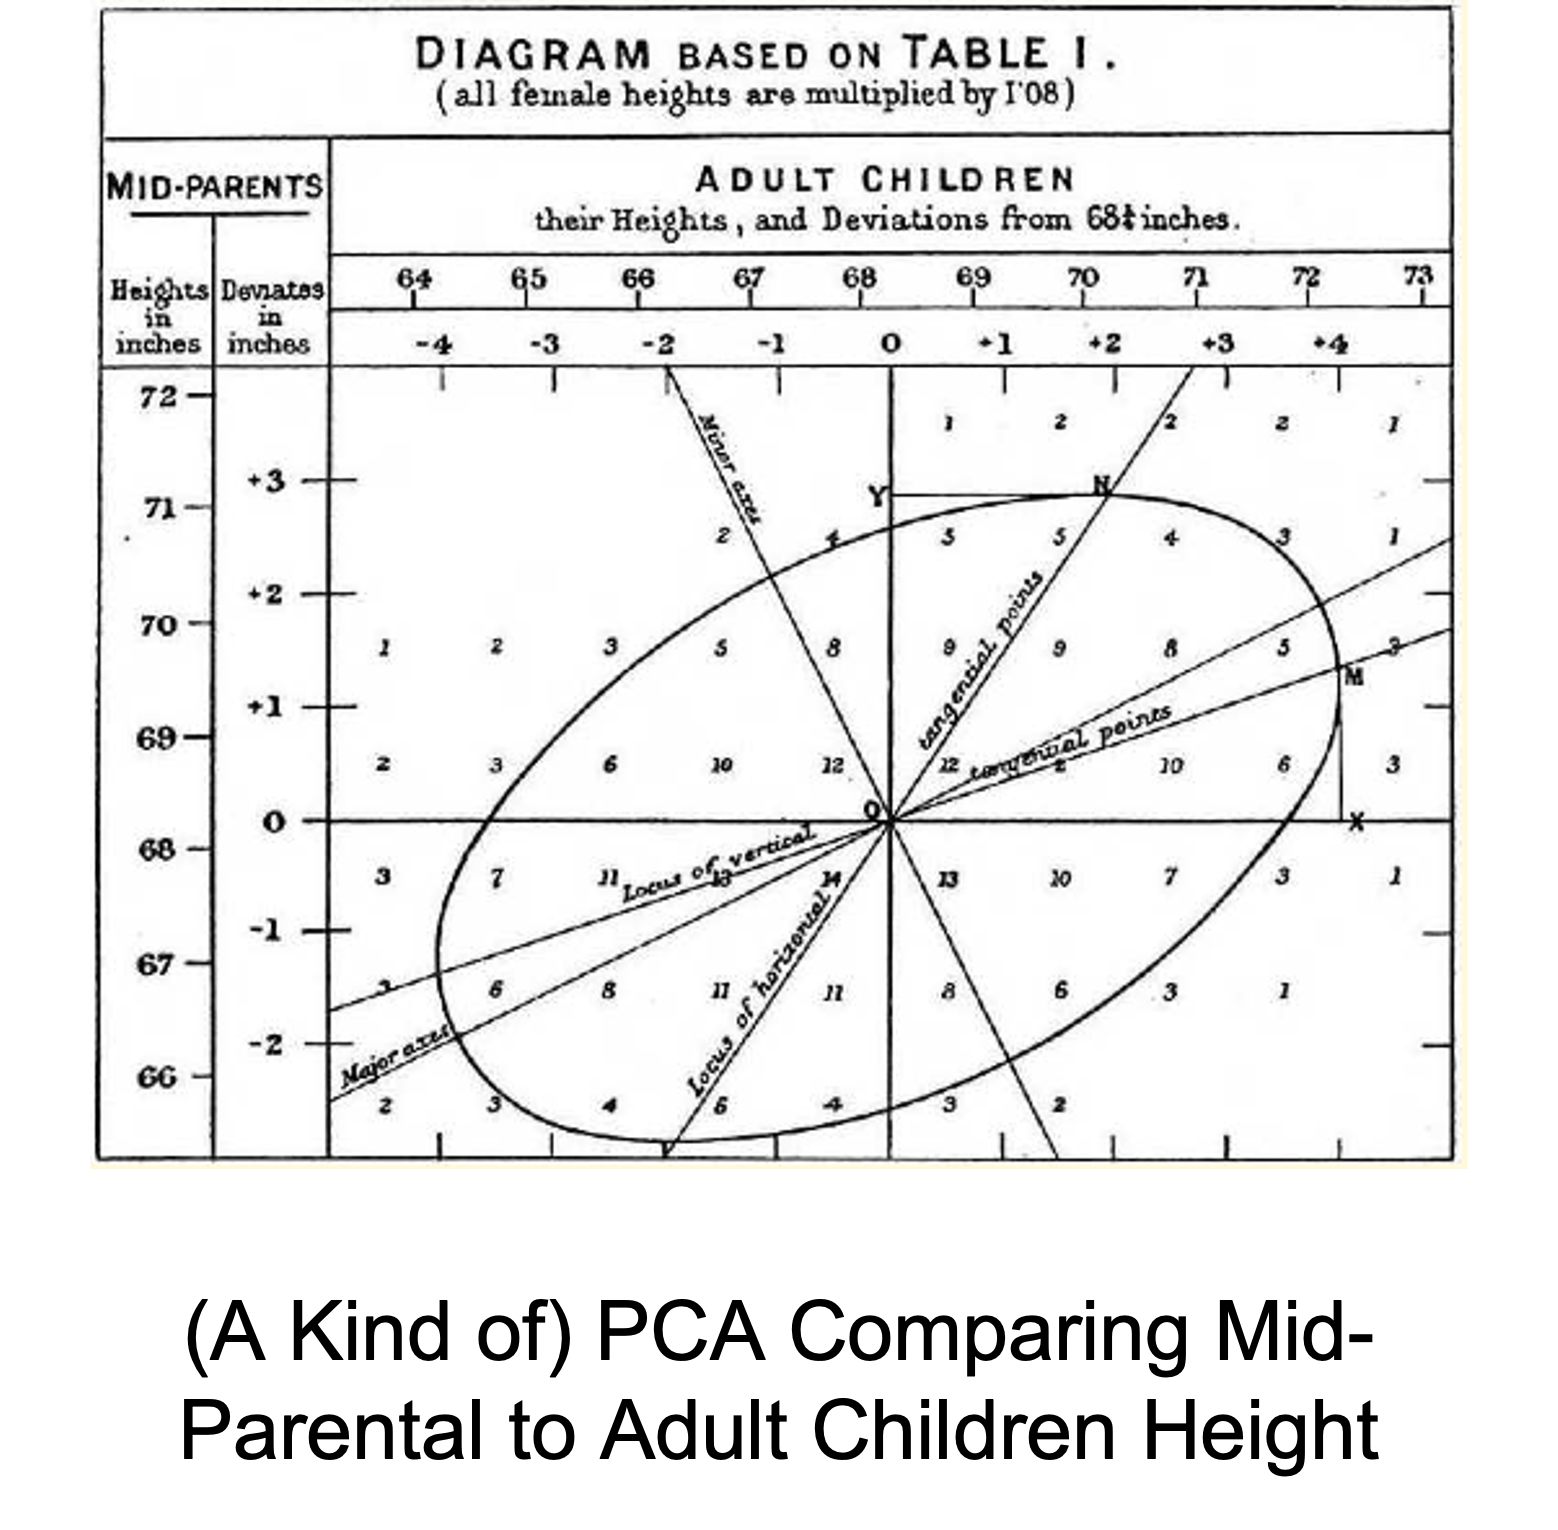 DIAGRAM BASED ON TABLE I.
(all female heights are multiplied by 1'08)
MID-PARENTS
ADULT CHILDREN
their Heights, and Deviations from 68¼ inches.
Heights in inches
Deviates in inches
64 65 66 67 68 69 70 71 72 73
-4 -3 -2 -1 0 +1 +2 +3 +4
72
1 2 2 2 1
Minor axes
+3
Y N
71
2 4 5 5 4 3 1
+2
tangential points
70
1 2 3 5 8 9 9 8 5 3
M
+1
tangential points
69
2 3 6 10 12 12 2 10 6 3
0 O X
Locus of vertical
68
3 7 11 13 14 13 10 7 3 1
Locus of horizontal
-1
67
3 6 8 11 11 8 6 3 1
-2
Major axes
66
2 3 4 6 4 3 2
(A Kind of) PCA Comparing Mid-
Parental to Adult Children Height